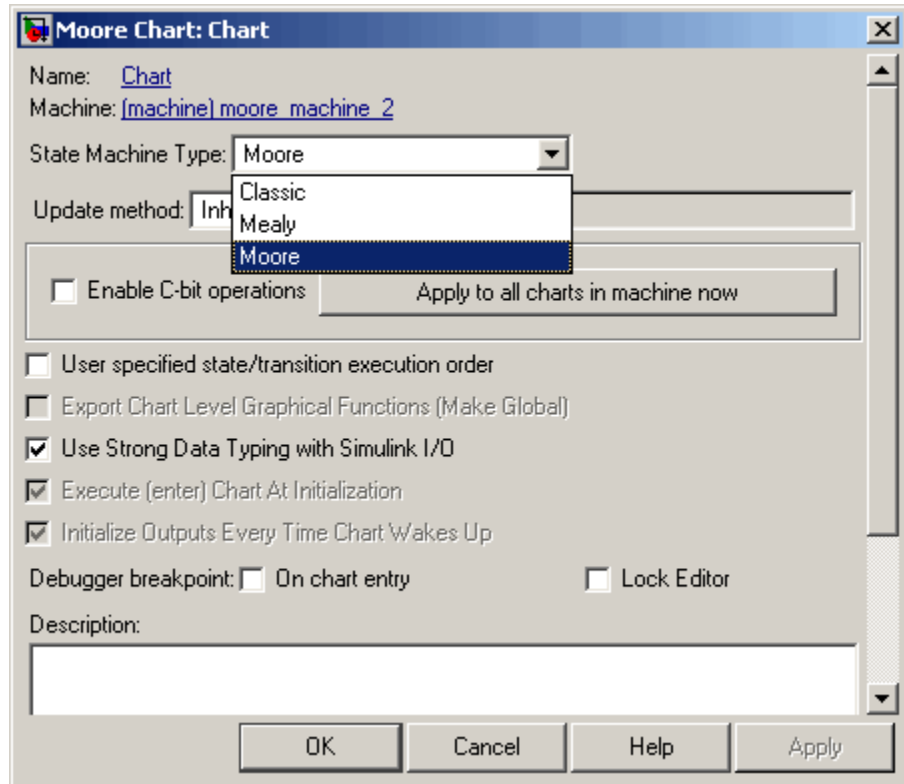 Moore Chart: Chart
Name: Chart
Machine: (machine) moore_machine_2
State Machine Type: Moore
Classic
Update method: Inh
Mealy
Moore
Enable C-bit operations Apply to all charts in machine now
User specified state/transition execution order
Export Chart Level Graphical Functions (Make Global)
Use Strong Data Typing with Simulink I/O
Execute (enter) Chart At Initialization
Initialize Outputs Every Time Chart Wakes Up
Debugger breakpoint: On chart entry Lock Editor
Description:
OK Cancel Help Apply